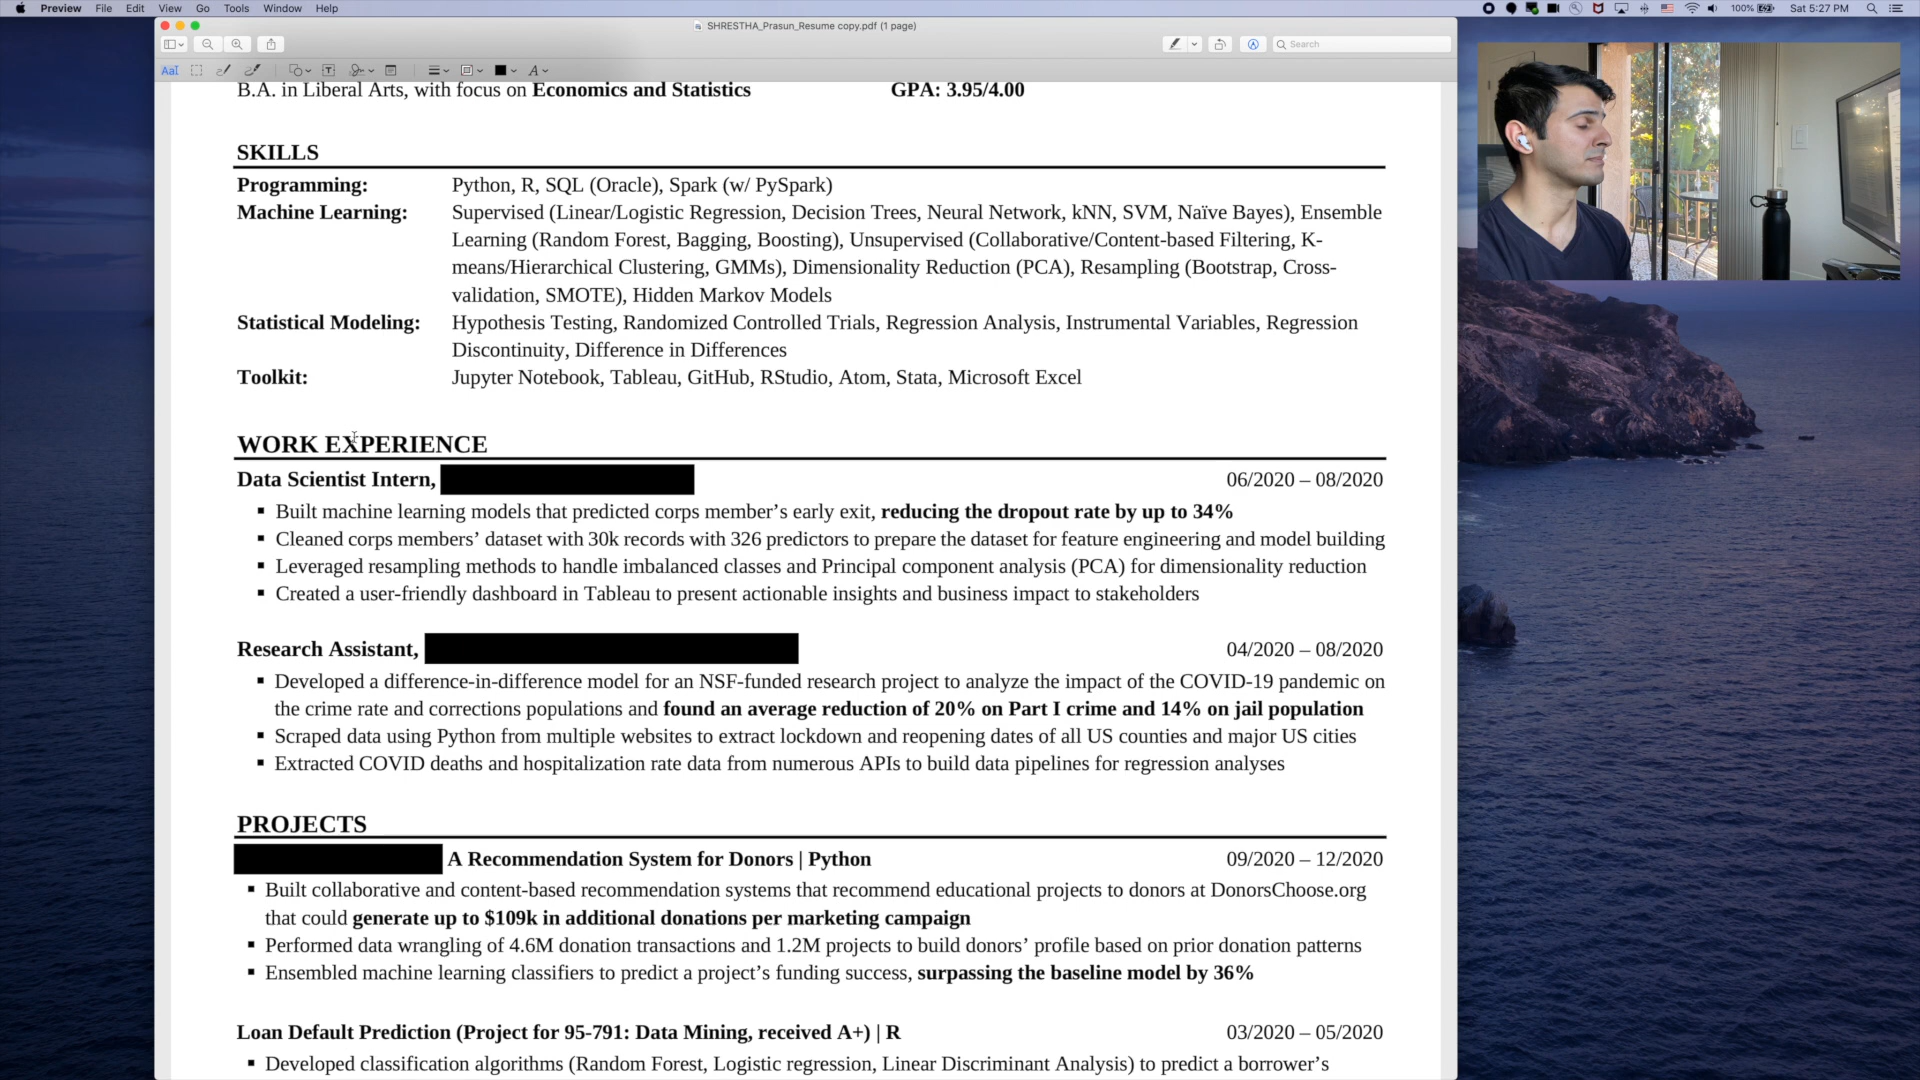 Preview File Edit View Go Tools Window Help
100% Sat 5:27 PM
SHRESTHA_Prasun_Resume copy.pdf (1 page)
Search
AaI
T
A
B.A. in Liberal Arts, with focus on Economics and Statistics GPA: 3.95/4.00
SKILLS
Programming: Python, R, SQL (Oracle), Spark (w/ PySpark)
Machine Learning: Supervised (Linear/Logistic Regression, Decision Trees, Neural Network, kNN, SVM, Naïve Bayes), Ensemble
Learning (Random Forest, Bagging, Boosting), Unsupervised (Collaborative/Content-based Filtering, K-
means/Hierarchical Clustering, GMMs), Dimensionality Reduction (PCA), Resampling (Bootstrap, Cross-
validation, SMOTE), Hidden Markov Models
Statistical Modeling: Hypothesis Testing, Randomized Controlled Trials, Regression Analysis, Instrumental Variables, Regression
Discontinuity, Difference in Differences
Toolkit: Jupyter Notebook, Tableau, GitHub, RStudio, Atom, Stata, Microsoft Excel
WORK EXPERIENCE
Data Scientist Intern, 06/2020 – 08/2020
▪ Built machine learning models that predicted corps member’s early exit, reducing the dropout rate by up to 34%
▪ Cleaned corps members’ dataset with 30k records with 326 predictors to prepare the dataset for feature engineering and model building
▪ Leveraged resampling methods to handle imbalanced classes and Principal component analysis (PCA) for dimensionality reduction
▪ Created a user-friendly dashboard in Tableau to present actionable insights and business impact to stakeholders
Research Assistant, 04/2020 – 08/2020
▪ Developed a difference-in-difference model for an NSF-funded research project to analyze the impact of the COVID-19 pandemic on
the crime rate and corrections populations and found an average reduction of 20% on Part I crime and 14% on jail population
▪ Scraped data using Python from multiple websites to extract lockdown and reopening dates of all US counties and major US cities
▪ Extracted COVID deaths and hospitalization rate data from numerous APIs to build data pipelines for regression analyses
PROJECTS
A Recommendation System for Donors | Python 09/2020 – 12/2020
▪ Built collaborative and content-based recommendation systems that recommend educational projects to donors at DonorsChoose.org
that could generate up to $109k in additional donations per marketing campaign
▪ Performed data wrangling of 4.6M donation transactions and 1.2M projects to build donors’ profile based on prior donation patterns
▪ Ensembled machine learning classifiers to predict a project’s funding success, surpassing the baseline model by 36%
Loan Default Prediction (Project for 95-791: Data Mining, received A+) | R 03/2020 – 05/2020
▪ Developed classification algorithms (Random Forest, Logistic regression, Linear Discriminant Analysis) to predict a borrower’s